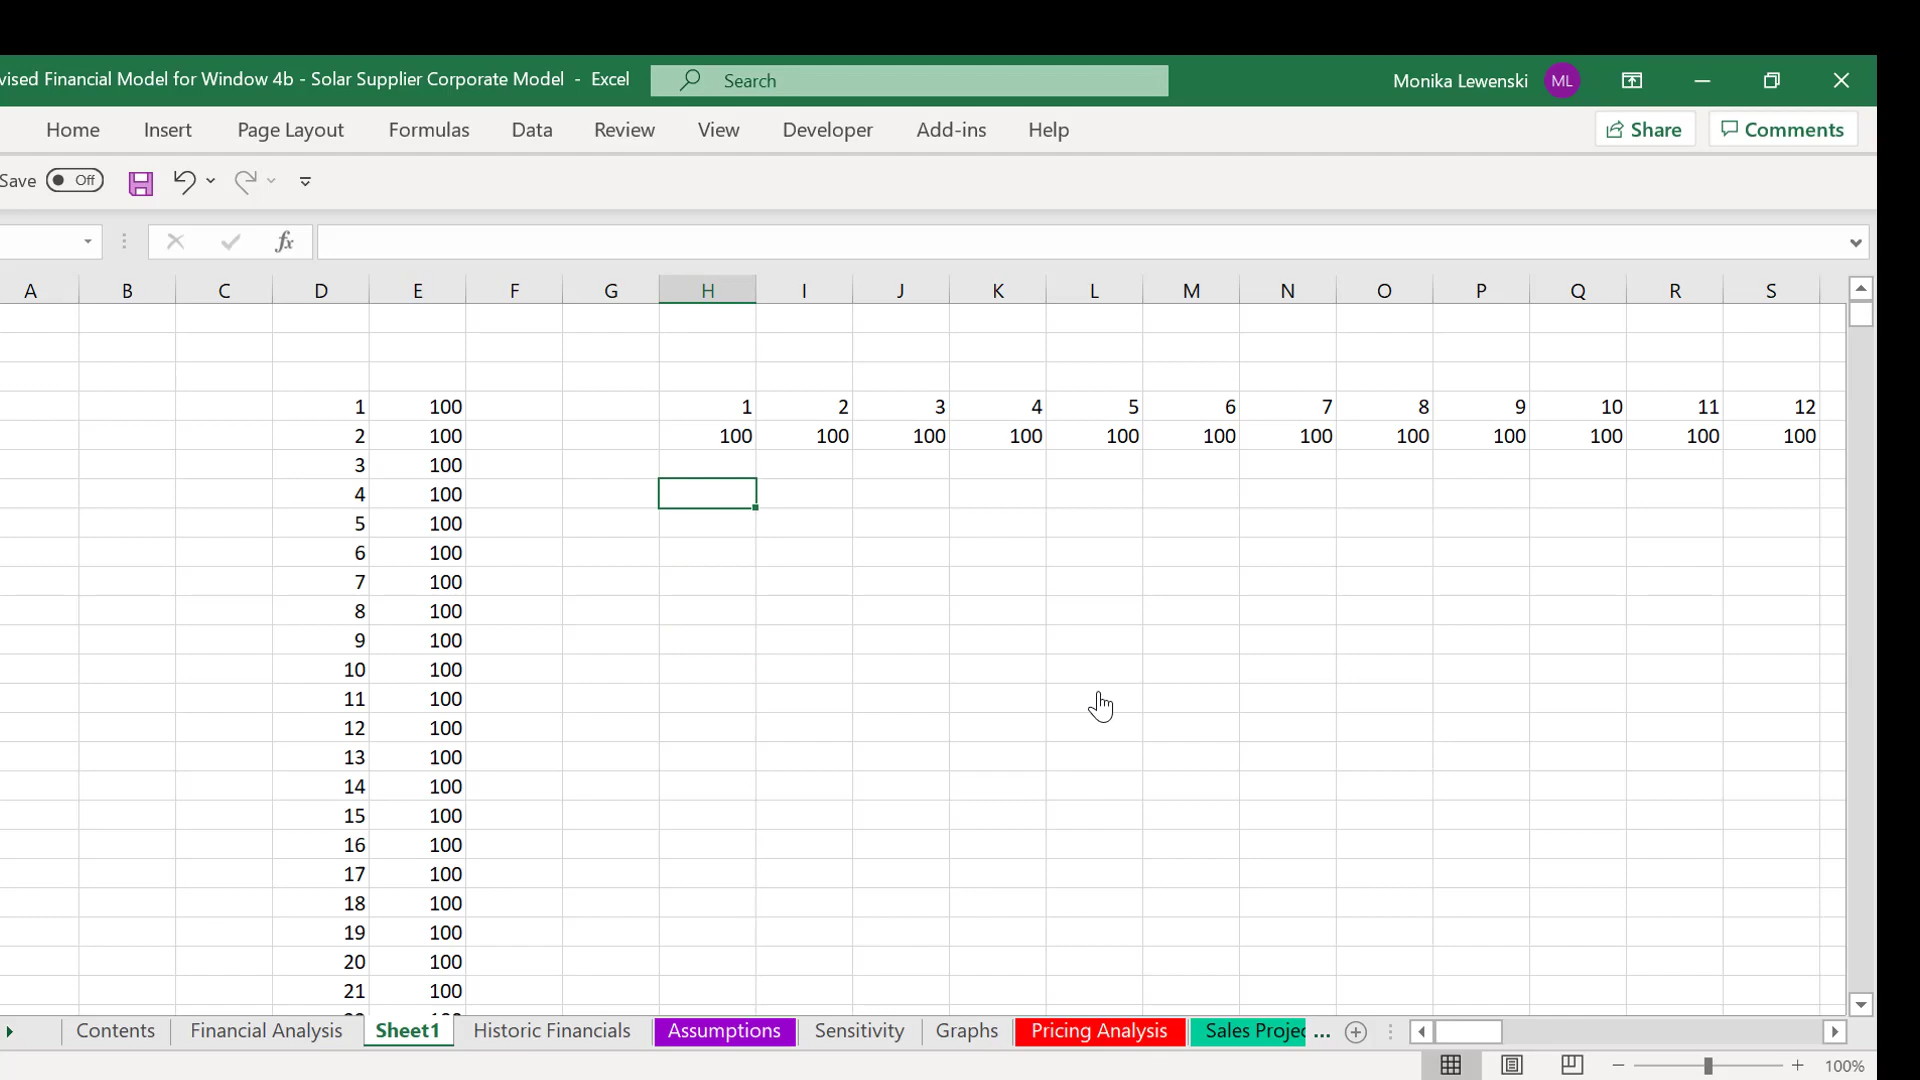 vised Financial Model for Window 4b - Solar Supplier Corporate Model - Excel Search Monika Lewenski ML
Home Insert Page Layout Formulas Data Review View Developer Add-ins Help Share Comments
Save Off
fx
A B C D E F G H I J K L M N O P Q R S
1 100 1 2 3 4 5 6 7 8 9 10 11 12
2 100 100 100 100 100 100 100 100 100 100 100 100 100
3 100
4 100
5 100
6 100
7 100
8 100
9 100
10 100
11 100
12 100
13 100
14 100
15 100
16 100
17 100
18 100
19 100
20 100
21 100
Contents Financial Analysis Sheet1 Historic Financials Assumptions Sensitivity Graphs Pricing Analysis Sales Projec ...
100%